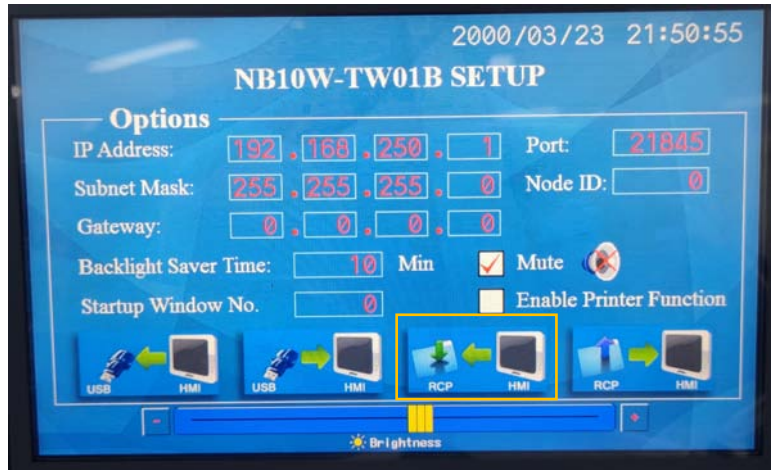 2000/03/23 21:50:55
NB10W-TW01B SETUP
Options
IP Address: 192 . 168 . 250 . 1 Port: 21845
Subnet Mask: 255 . 255 . 255 . 0 Node ID: 0
Gateway: 0 . 0 . 0 . 0
Backlight Saver Time: 10 Min Mute
Startup Window No. 0 Enable Printer Function
USB HMI USB HMI RCP HMI RCP HMI
- +
Brightness